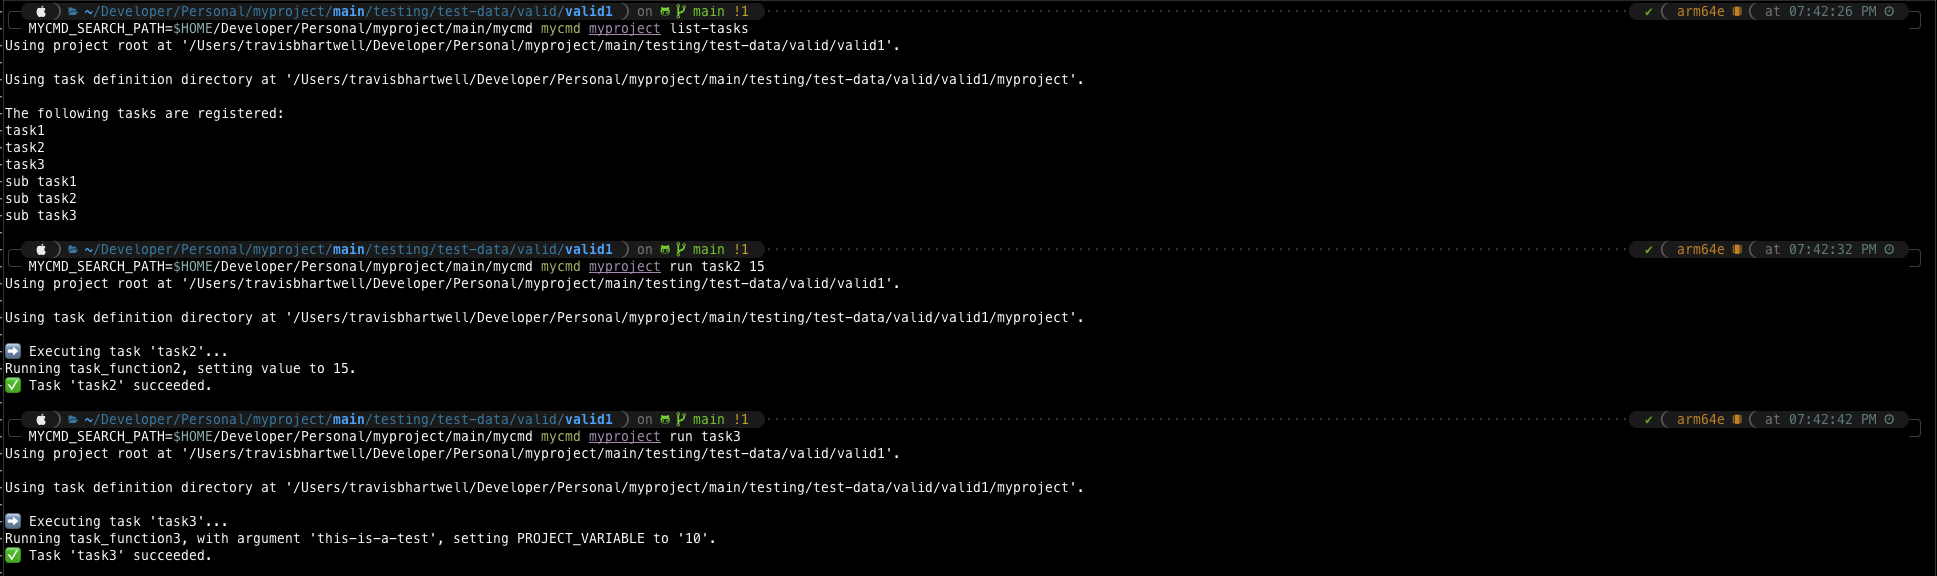 ~/Developer/Personal/myproject/main/testing/test-data/valid/valid1 ) on main !1 ✔ ( arm64e ( at 07:42:26 PM
MYCMD_SEARCH_PATH=$HOME/Developer/Personal/myproject/main/mycmd mycmd myproject list-tasks
Using project root at '/Users/travisbhartwell/Developer/Personal/myproject/main/testing/test-data/valid/valid1'.
Using task definition directory at '/Users/travisbhartwell/Developer/Personal/myproject/main/testing/test-data/valid/valid1/myproject'.
The following tasks are registered:
task1
task2
task3
sub task1
sub task2
sub task3
~/Developer/Personal/myproject/main/testing/test-data/valid/valid1 ) on main !1 ✔ ( arm64e ( at 07:42:32 PM
MYCMD_SEARCH_PATH=$HOME/Developer/Personal/myproject/main/mycmd mycmd myproject run task2 15
Using project root at '/Users/travisbhartwell/Developer/Personal/myproject/main/testing/test-data/valid/valid1'.
Using task definition directory at '/Users/travisbhartwell/Developer/Personal/myproject/main/testing/test-data/valid/valid1/myproject'.
➡️ Executing task 'task2'...
Running task_function2, setting value to 15.
✅ Task 'task2' succeeded.
~/Developer/Personal/myproject/main/testing/test-data/valid/valid1 ) on main !1 ✔ ( arm64e ( at 07:42:42 PM
MYCMD_SEARCH_PATH=$HOME/Developer/Personal/myproject/main/mycmd mycmd myproject run task3
Using project root at '/Users/travisbhartwell/Developer/Personal/myproject/main/testing/test-data/valid/valid1'.
Using task definition directory at '/Users/travisbhartwell/Developer/Personal/myproject/main/testing/test-data/valid/valid1/myproject'.
➡️ Executing task 'task3'...
Running task_function3, with argument 'this-is-a-test', setting PROJECT_VARIABLE to '10'.
✅ Task 'task3' succeeded.